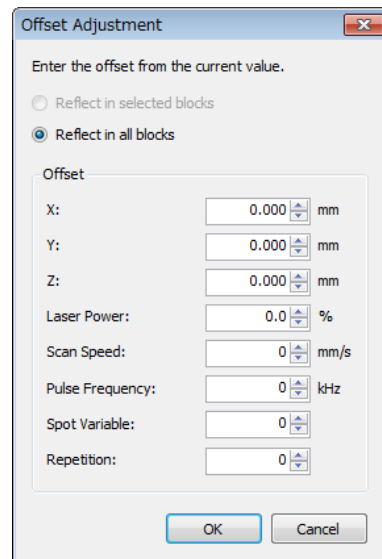 Offset Adjustment
Enter the offset from the current value.
Reflect in selected blocks
Reflect in all blocks
Offset
X: 0.000 mm
Y: 0.000 mm
Z: 0.000 mm
Laser Power: 0.0 %
Scan Speed: 0 mm/s
Pulse Frequency: 0 kHz
Spot Variable: 0
Repetition: 0
OK Cancel